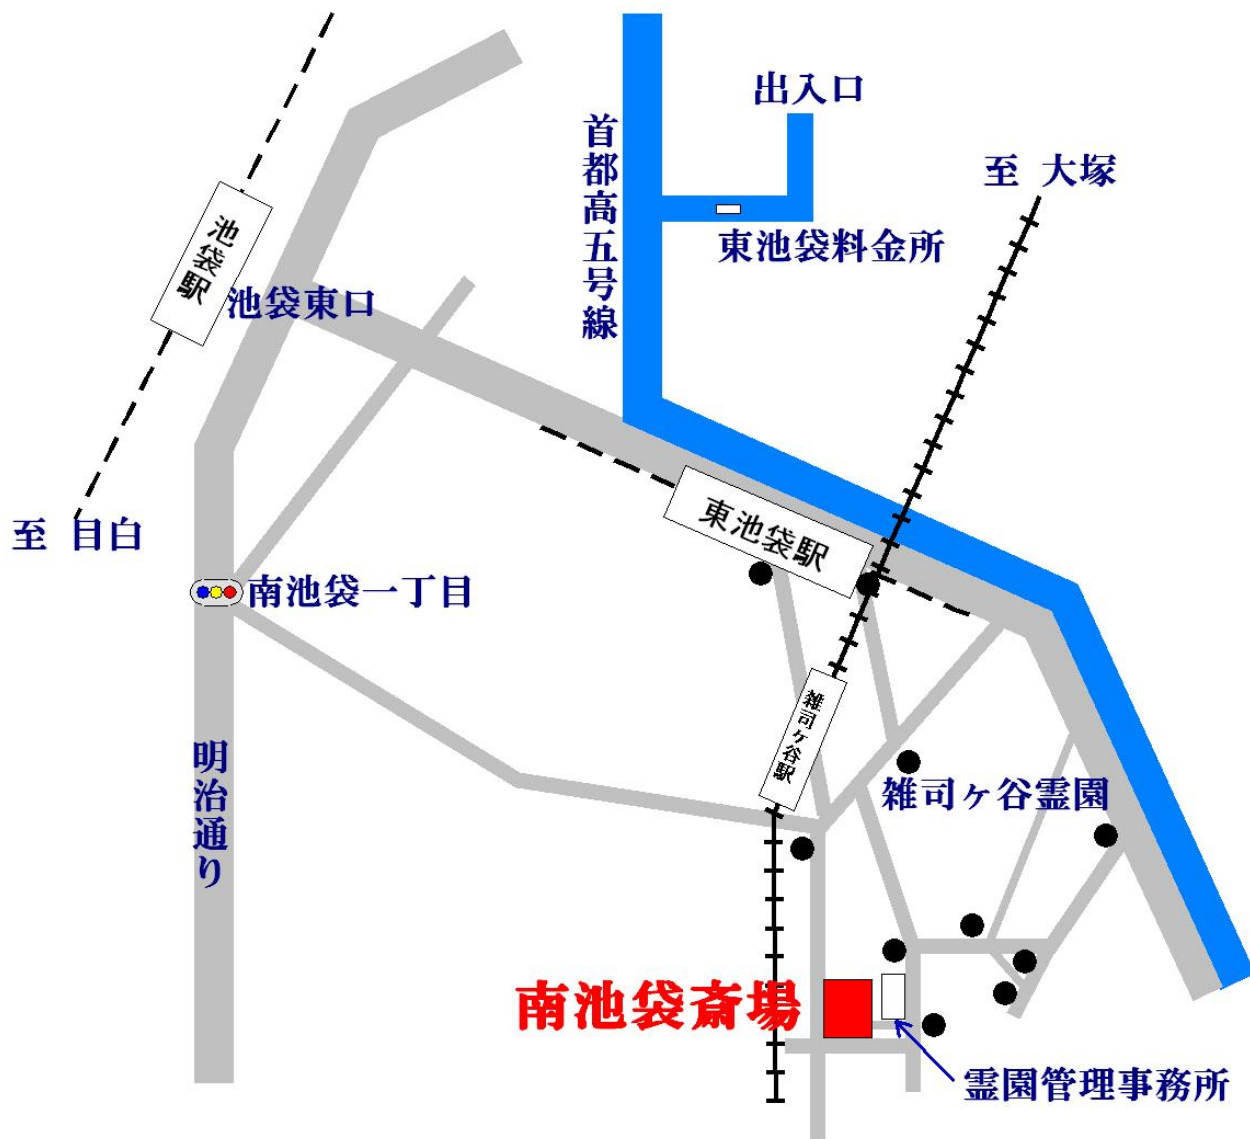 出入口
首都高五号線
至 大塚
池袋駅
東池袋料金所
池袋東口
至 目白
東池袋駅
南池袋一丁目
雑司ヶ谷駅
明治通り
雑司ヶ谷霊園
南池袋斎場
霊園管理事務所